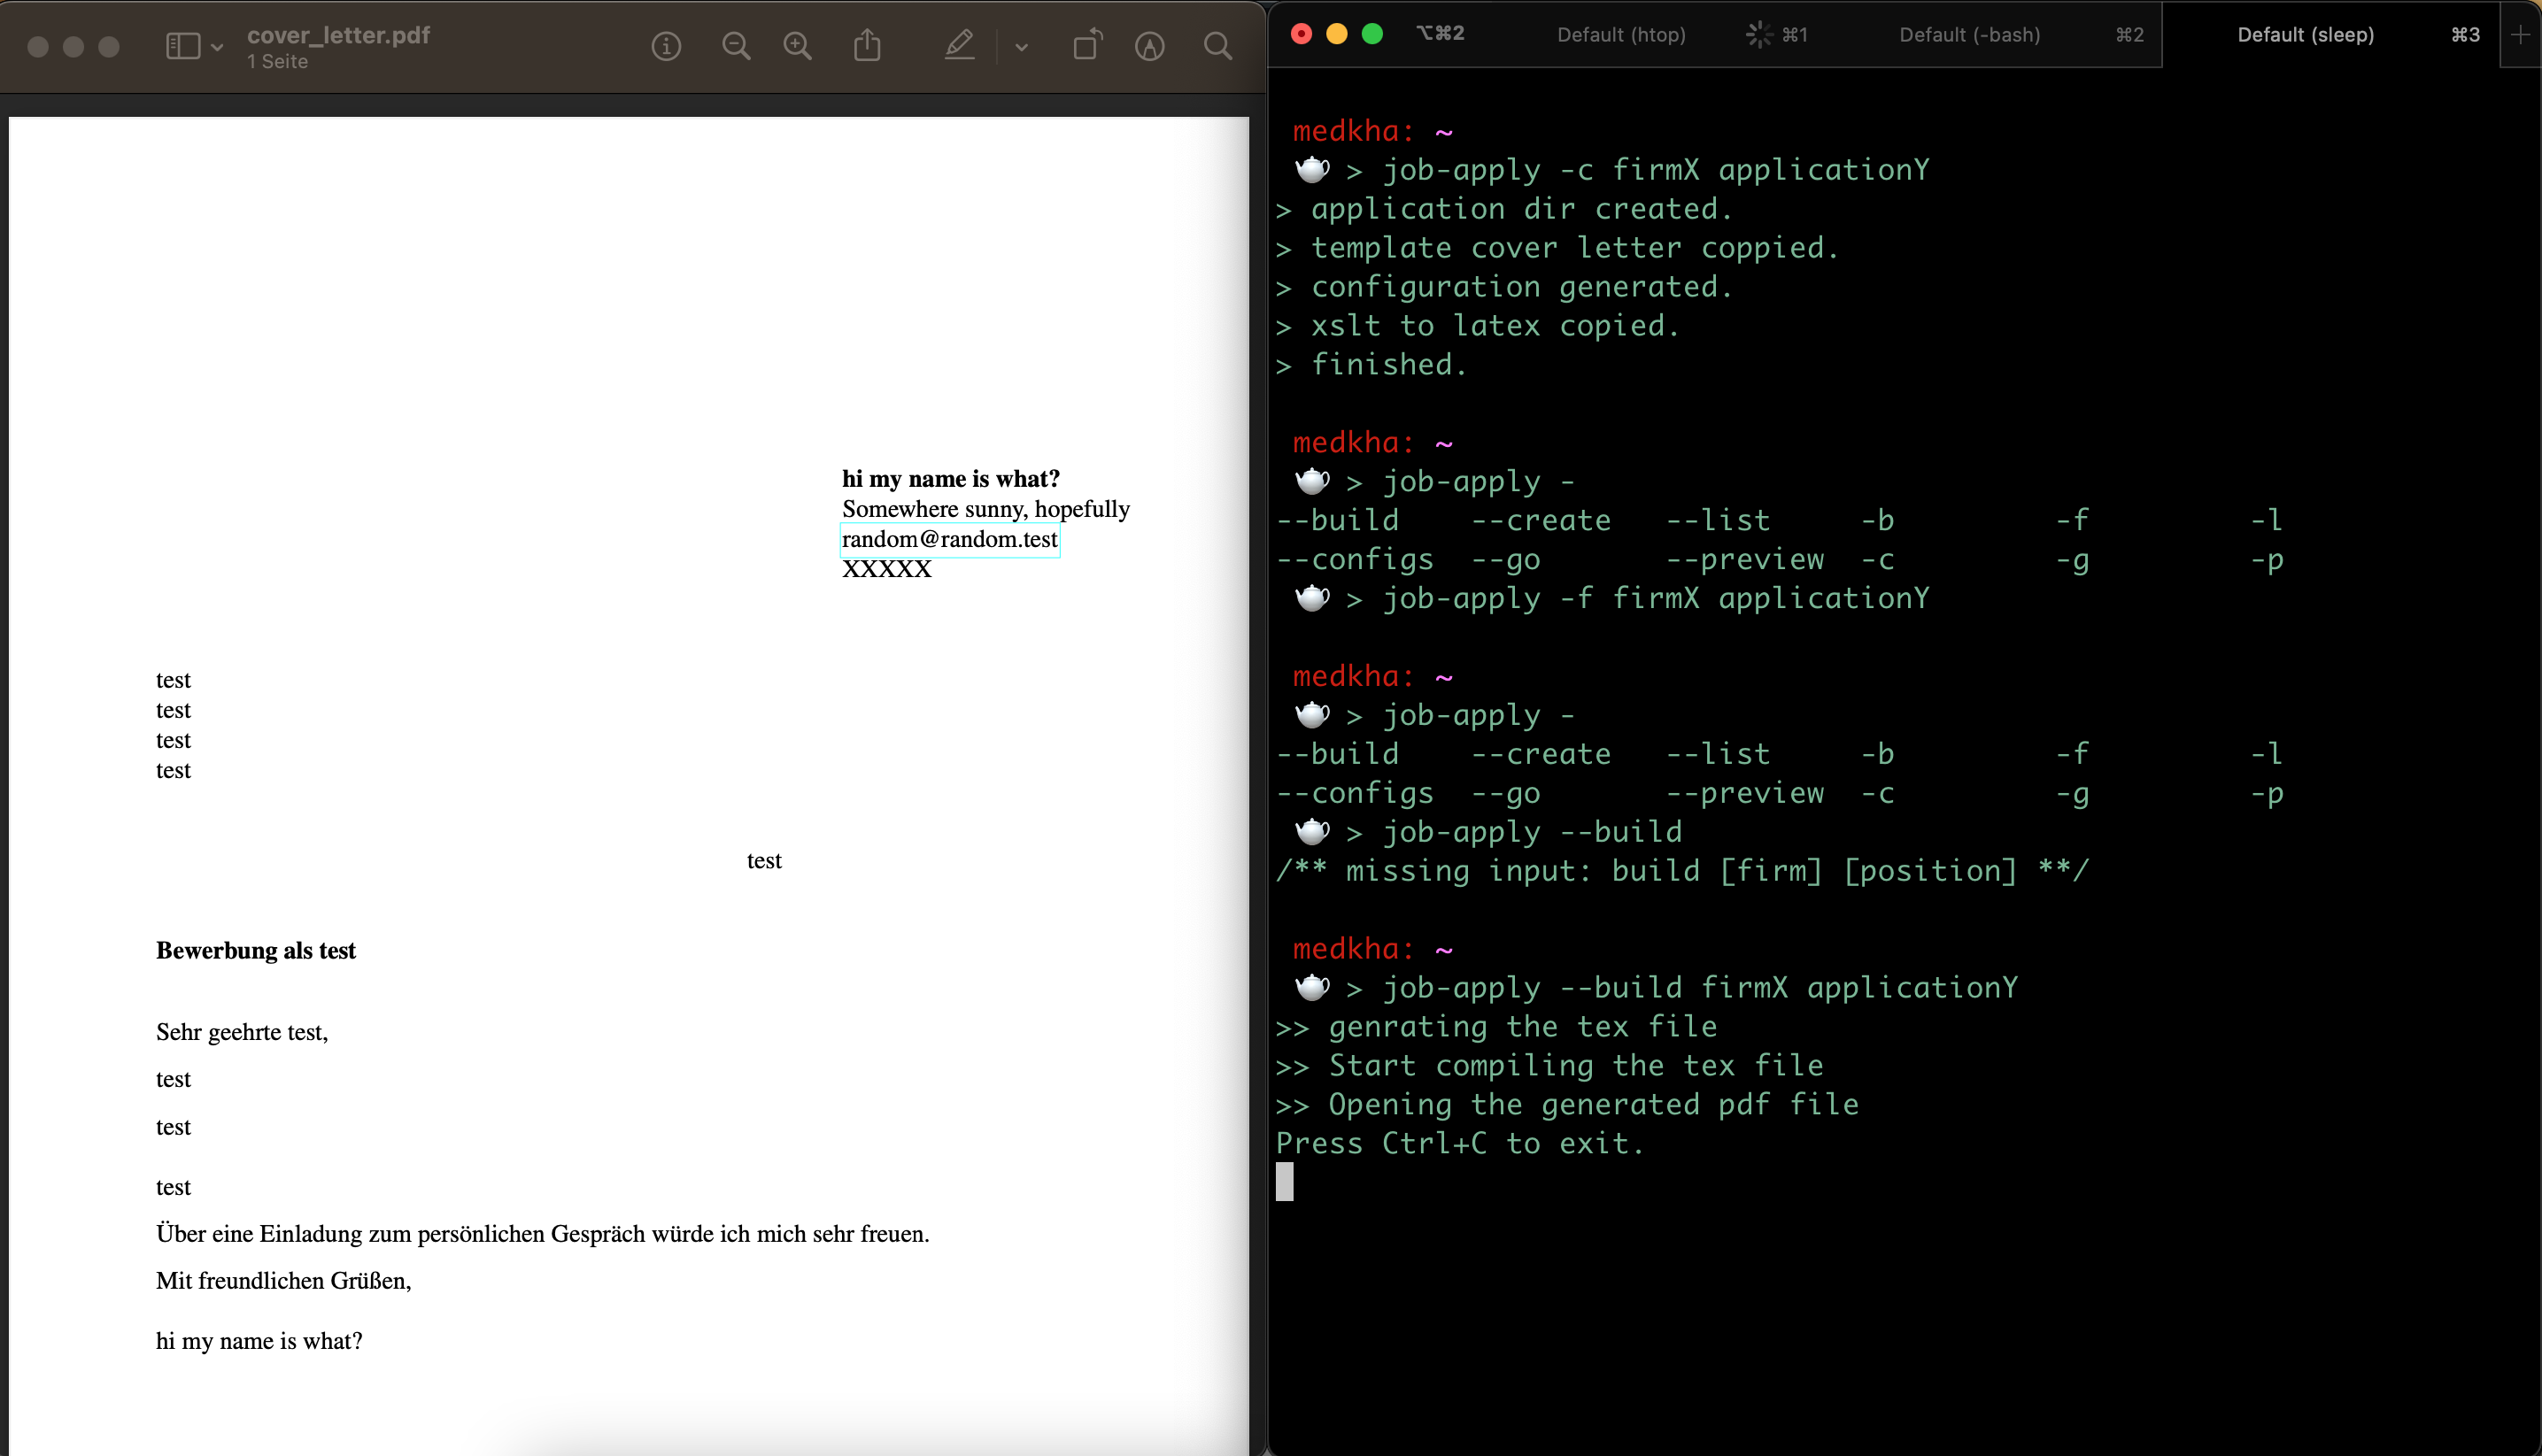 cover_letter.pdf
1 Seite
hi my name is what?
Somewhere sunny, hopefully
random@random.test
XXXXX
test
test
test
test
test
Bewerbung als test
Sehr geehrte test,
test
test
test
Über eine Einladung zum persönlichen Gespräch würde ich mich sehr freuen.
Mit freundlichen Grüßen,
hi my name is what?
⌥⌘2 Default (htop) ⌘1 Default (-bash) ⌘2 Default (sleep) ⌘3
medkha: ~
> job-apply -c firmX applicationY
> application dir created.
> template cover letter coppied.
> configuration generated.
> xslt to latex copied.
> finished.
medkha: ~
> job-apply -
--build --create --list -b -f -l
--configs --go --preview -c -g -p
> job-apply -f firmX applicationY
medkha: ~
> job-apply -
--build --create --list -b -f -l
--configs --go --preview -c -g -p
> job-apply --build
/** missing input: build [firm] [position] **/
medkha: ~
> job-apply --build firmX applicationY
>> genrating the tex file
>> Start compiling the tex file
>> Opening the generated pdf file
Press Ctrl+C to exit.